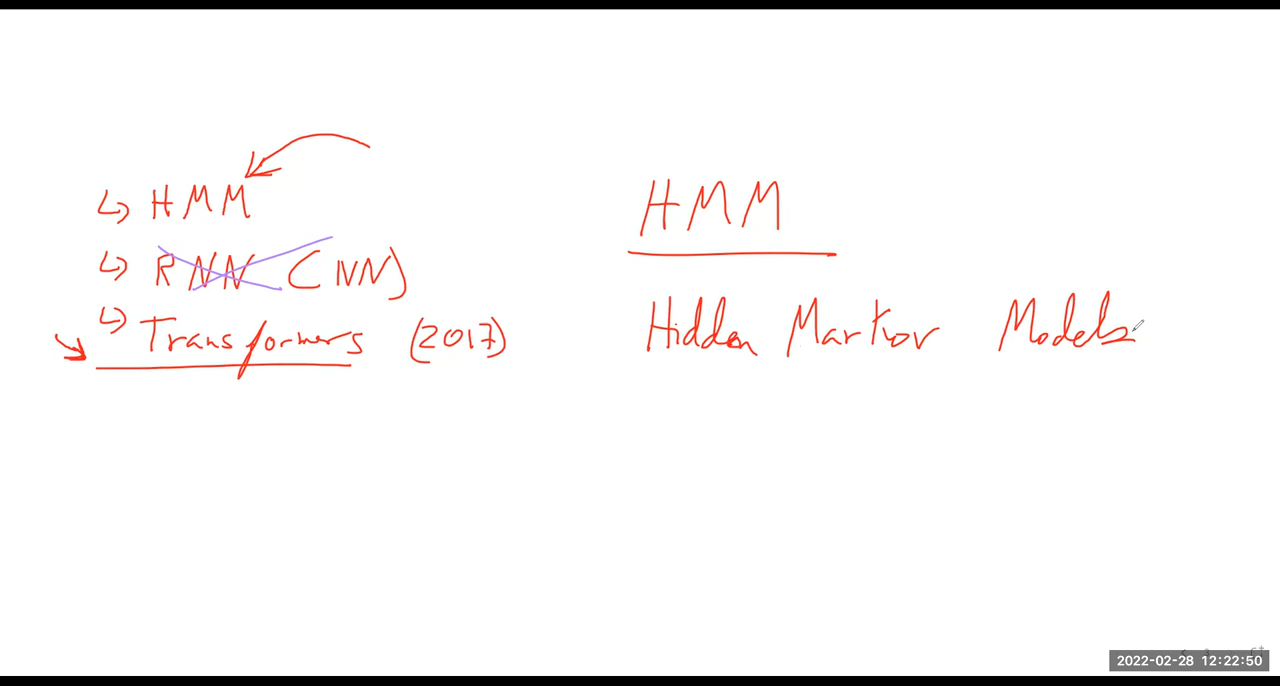 ↳ HMM
↳ RNN (NN)
↳ Transformers (2017)
HMM
Hidden Markov Models
2022-02-28 12:22:50